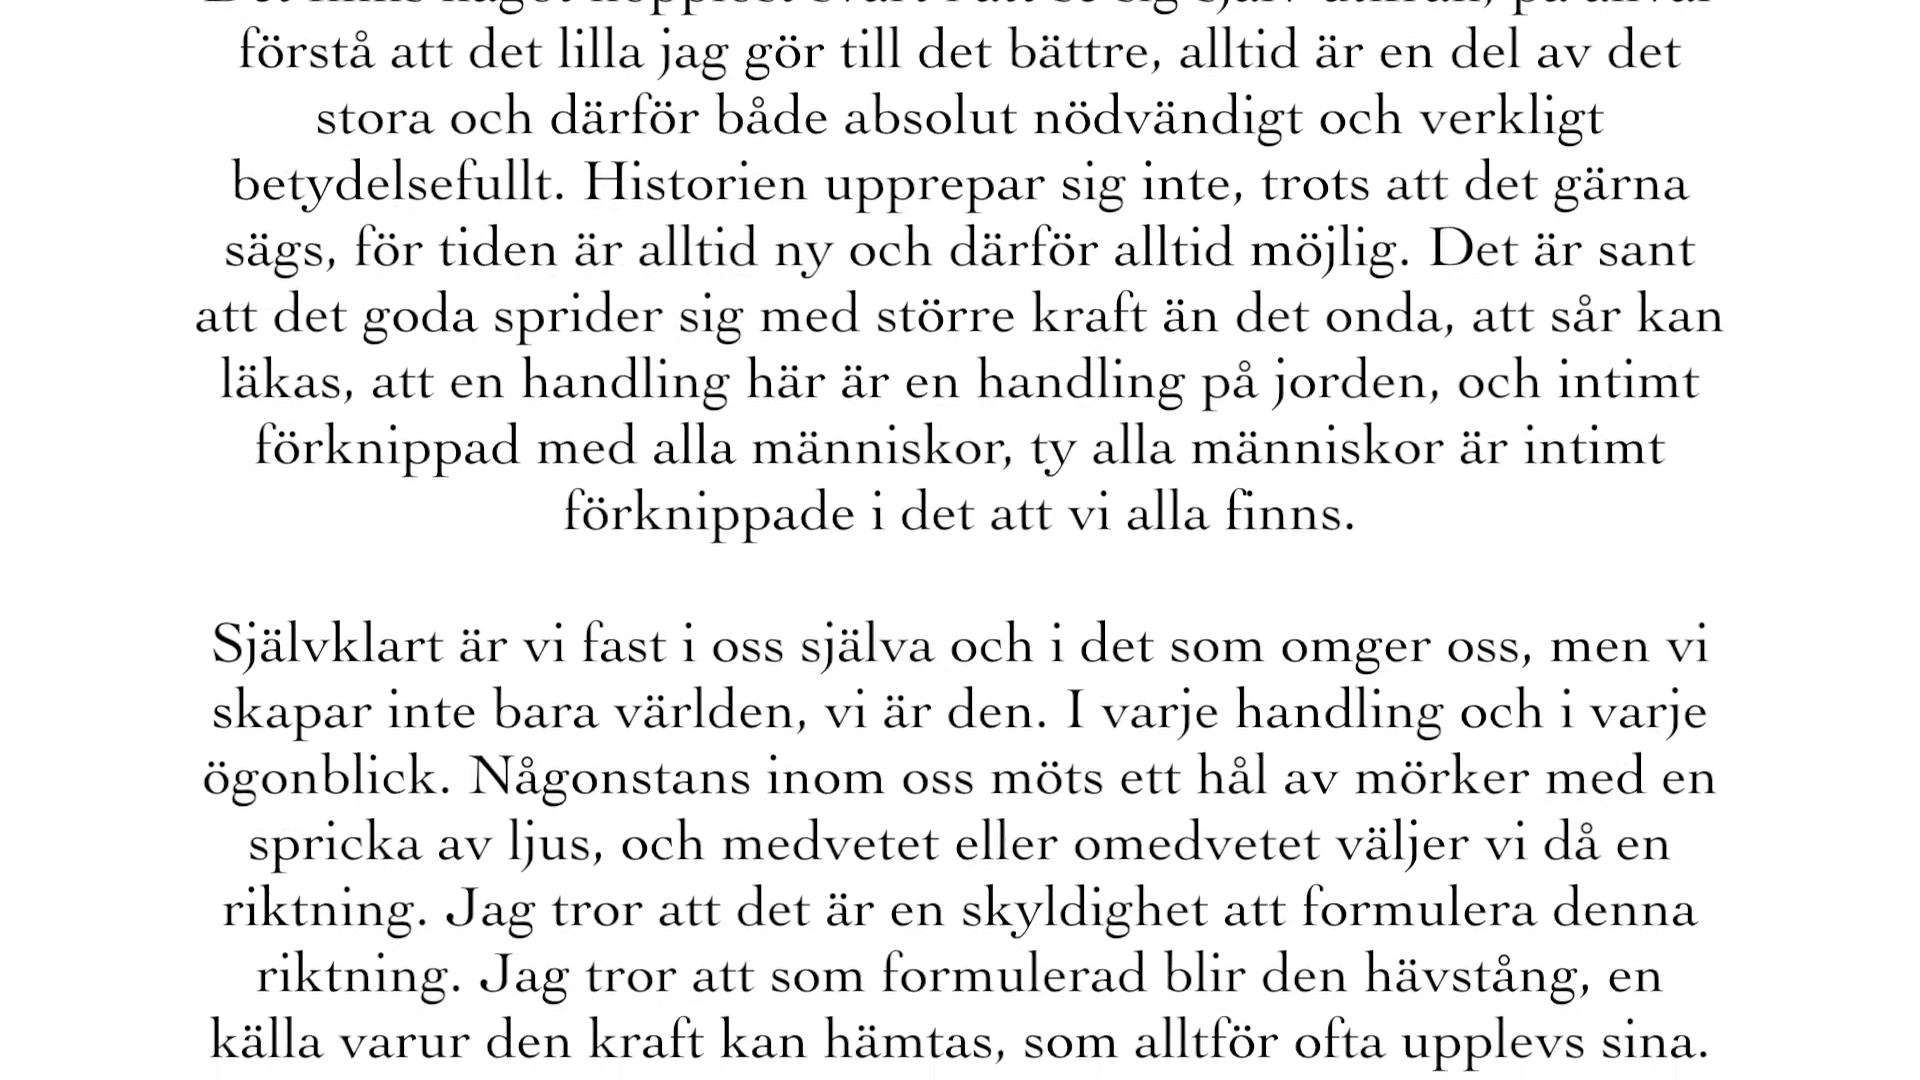 förstå att det lilla jag gör till det bättre, alltid är en del av det
stora och därför både absolut nödvändigt och verkligt
betydelsefullt. Historien upprepar sig inte, trots att det gärna
sägs, för tiden är alltid ny och därför alltid möjlig. Det är sant
att det goda sprider sig med större kraft än det onda, att sår kan
läkas, att en handling här är en handling på jorden, och intimt
förknippad med alla människor, ty alla människor är intimt
förknippade i det att vi alla finns.
Självklart är vi fast i oss själva och i det som omger oss, men vi
skapar inte bara världen, vi är den. I varje handling och i varje
ögonblick. Någonstans inom oss möts ett hål av mörker med en
spricka av ljus, och medvetet eller omedvetet väljer vi då en
riktning. Jag tror att det är en skyldighet att formulera denna
riktning. Jag tror att som formulerad blir den hävstång, en
källa varur den kraft kan hämtas, som alltför ofta upplevs sina.